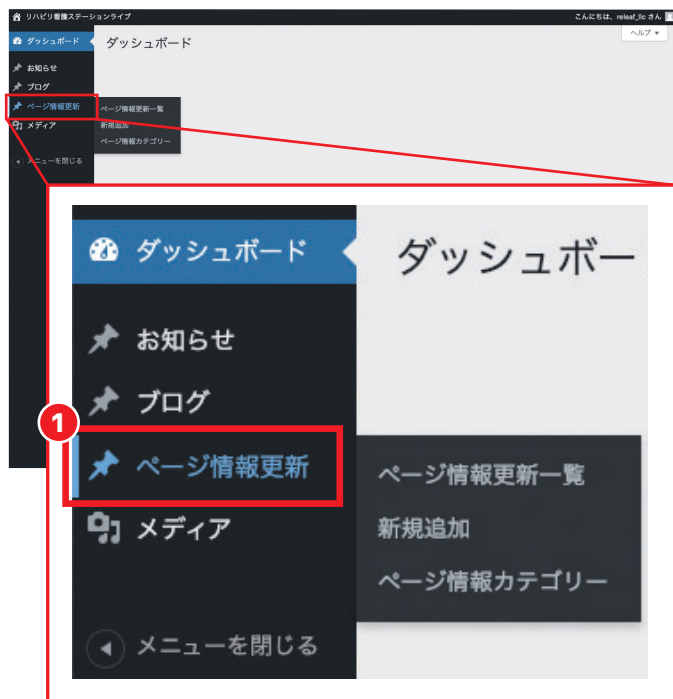 リハビリ看護ステーションライブ
こんにちは、releaf_llc さん
ヘルプ
ダッシュボード
ダッシュボード
お知らせ
ブログ
ページ情報更新
ページ情報更新一覧
新規追加
メディア
ページ情報カテゴリー
メニューを閉じる
ダッシュボード
ダッシュボー
お知らせ
ブログ
1
ページ情報更新
ページ情報更新一覧
新規追加
メディア
ページ情報カテゴリー
メニューを閉じる